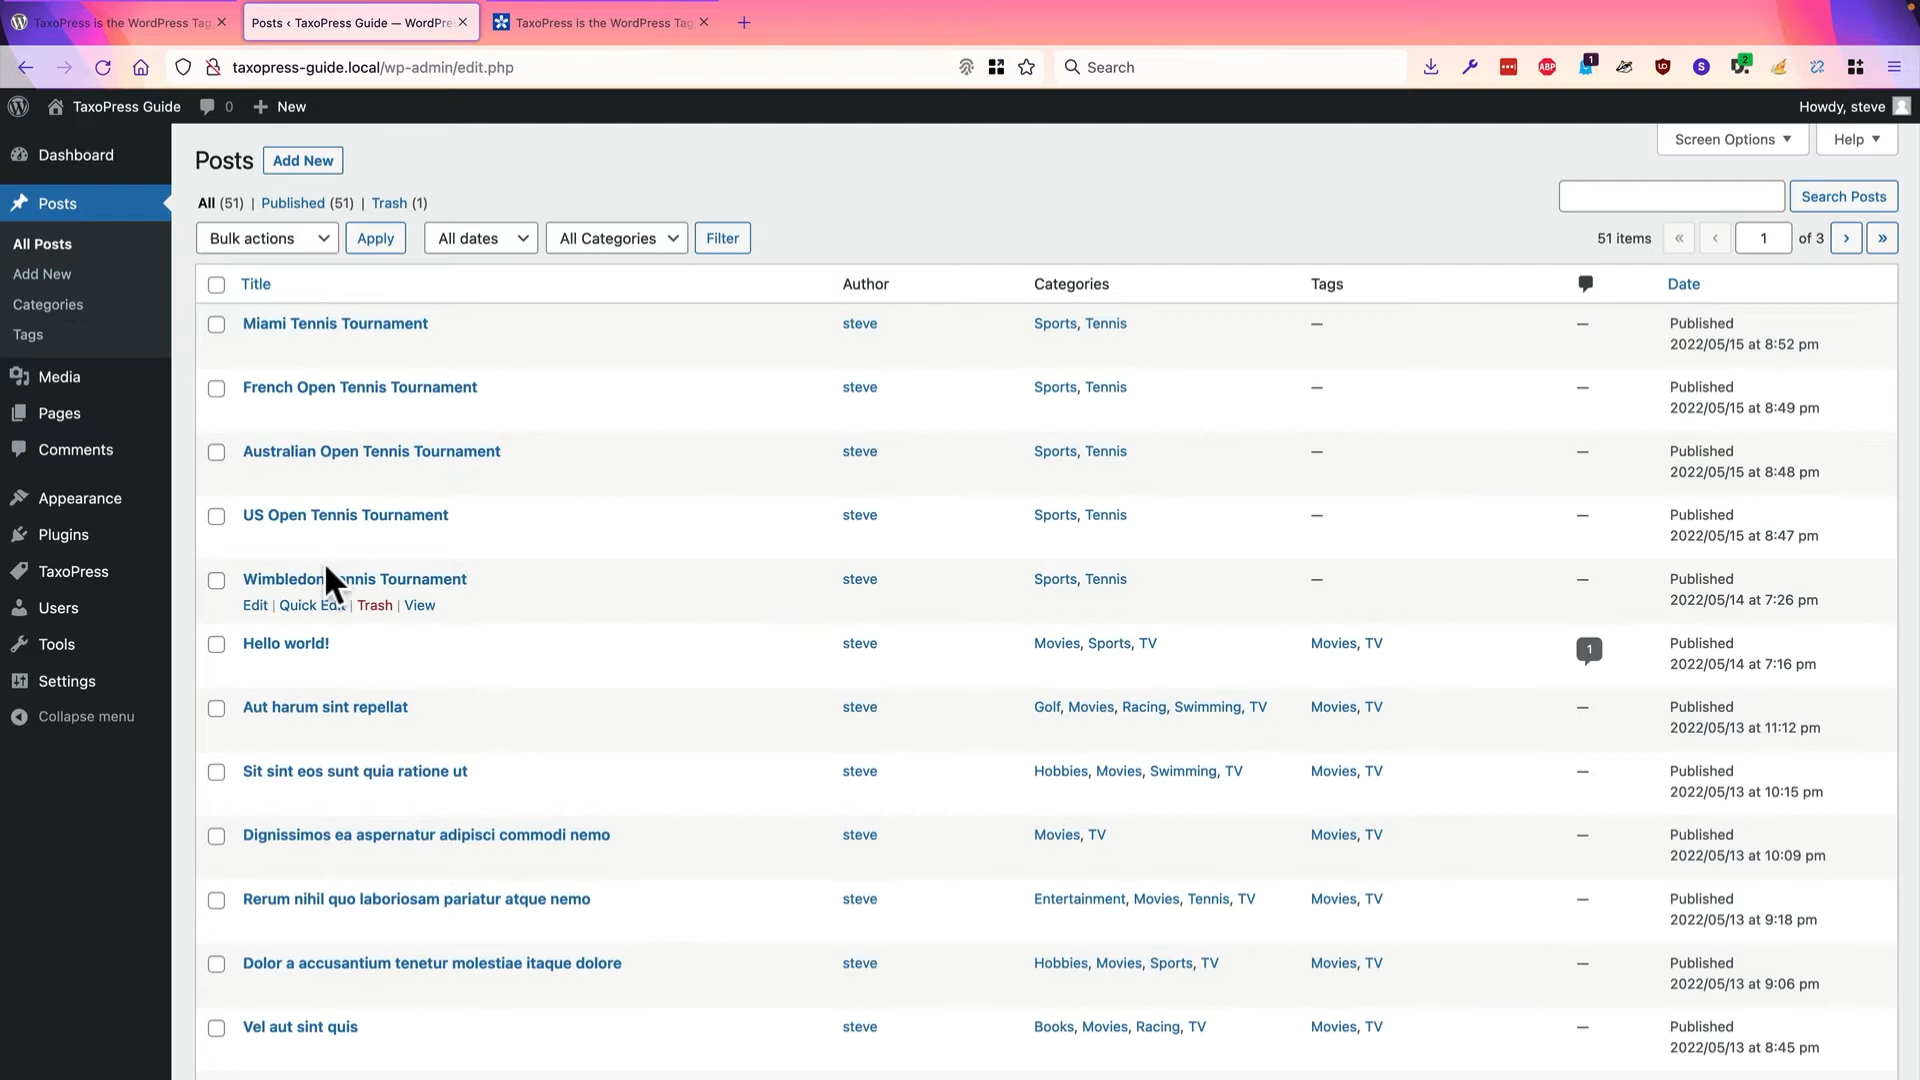 TaxoPress is the WordPress Tag
Posts ‹ TaxoPress Guide — WordPre
TaxoPress is the WordPress Tag
taxopress-guide.local/wp-admin/edit.php
Search
ABP
1
S
2
TaxoPress Guide
0
New
Howdy, steve
Dashboard
Posts
All Posts
Add New
Categories
Tags
Media
Pages
Comments
Appearance
Plugins
TaxoPress
Users
Tools
Settings
Collapse menu
Posts
Add New
Screen Options
Help
All (51) | Published (51) | Trash (1)
Search Posts
Bulk actions
Apply
All dates
All Categories
Filter
51 items « ‹ 1 of 3 › »
Title Author Categories Tags Date
Miami Tennis Tournament steve Sports, Tennis — — Published
2022/05/15 at 8:52 pm
French Open Tennis Tournament steve Sports, Tennis — — Published
2022/05/15 at 8:49 pm
Australian Open Tennis Tournament steve Sports, Tennis — — Published
2022/05/15 at 8:48 pm
US Open Tennis Tournament steve Sports, Tennis — — Published
2022/05/15 at 8:47 pm
Wimbledon Tennis Tournament steve Sports, Tennis — — Published
Edit | Quick Edit | Trash | View 2022/05/14 at 7:26 pm
Hello world! steve Movies, Sports, TV Movies, TV 1 Published
2022/05/14 at 7:16 pm
Aut harum sint repellat steve Golf, Movies, Racing, Swimming, TV Movies, TV — Published
2022/05/13 at 11:12 pm
Sit sint eos sunt quia ratione ut steve Hobbies, Movies, Swimming, TV Movies, TV — Published
2022/05/13 at 10:15 pm
Dignissimos ea aspernatur adipisci commodi nemo steve Movies, TV Movies, TV — Published
2022/05/13 at 10:09 pm
Rerum nihil quo laboriosam pariatur atque nemo steve Entertainment, Movies, Tennis, TV Movies, TV — Published
2022/05/13 at 9:18 pm
Dolor a accusantium tenetur molestiae itaque dolore steve Hobbies, Movies, Sports, TV Movies, TV — Published
2022/05/13 at 9:06 pm
Vel aut sint quis steve Books, Movies, Racing, TV Movies, TV — Published
2022/05/13 at 8:45 pm